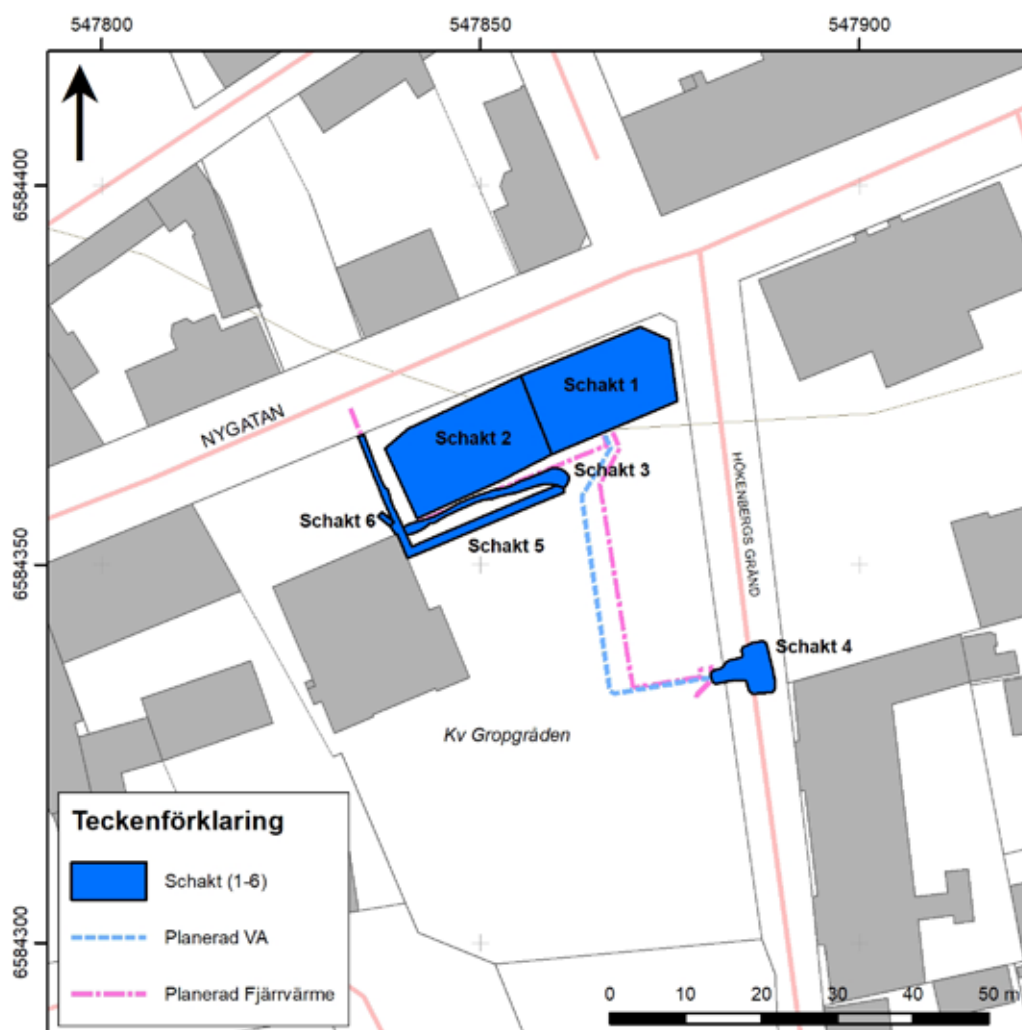 547800
547850
547900
6584400
6584350
6584300
NYGATAN
Schakt 1
Schakt 2
Schakt 3
Schakt 6
Schakt 5
HÖKENBERGS GRÄND
Schakt 4
Kv Gropgråden
Teckenförklaring
Schakt (1-6)
Planerad VA
Planerad Fjärrvärme
0 10 20 30 40 50 m